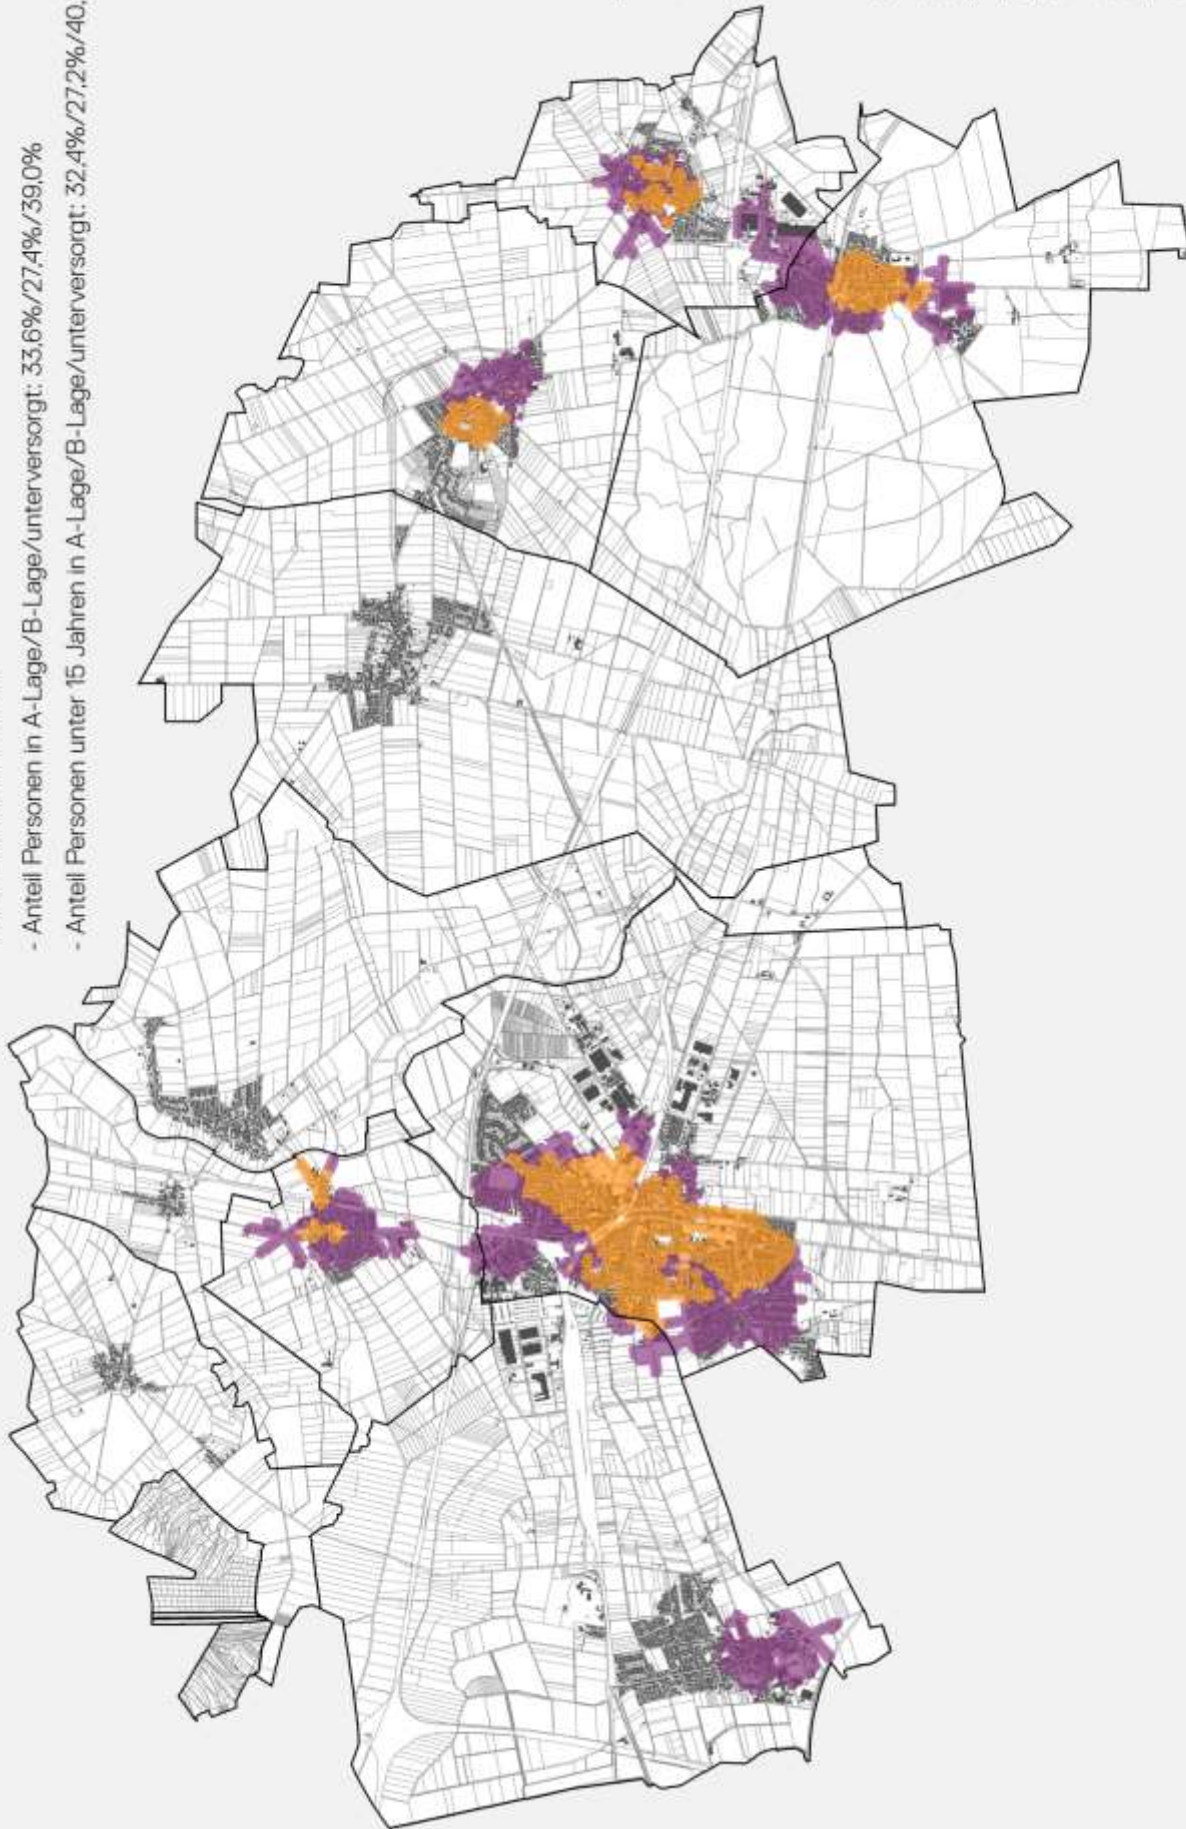 - Anteil Personen in A-Lage/B-Lage/unterversorgt: 33,6%/27,4%/39,0%
- Anteil Personen unter 15 Jahren in A-Lage/B-Lage/unterversorgt: 32,4%/27,2%/40,